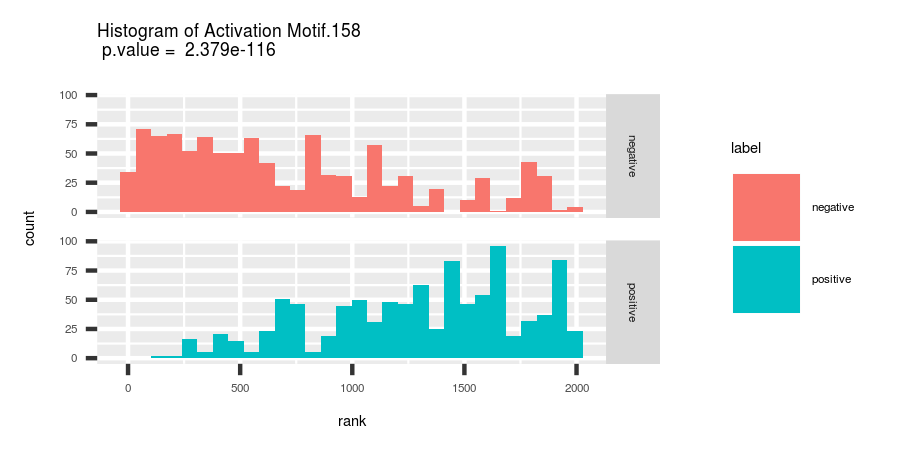 Histogram of Activation Motif.158
p.value = 2.379e-116
count
100
75
50
25
0
negative
100
75
50
25
0
positive
0 500 1000 1500 2000
rank
label
negative
positive